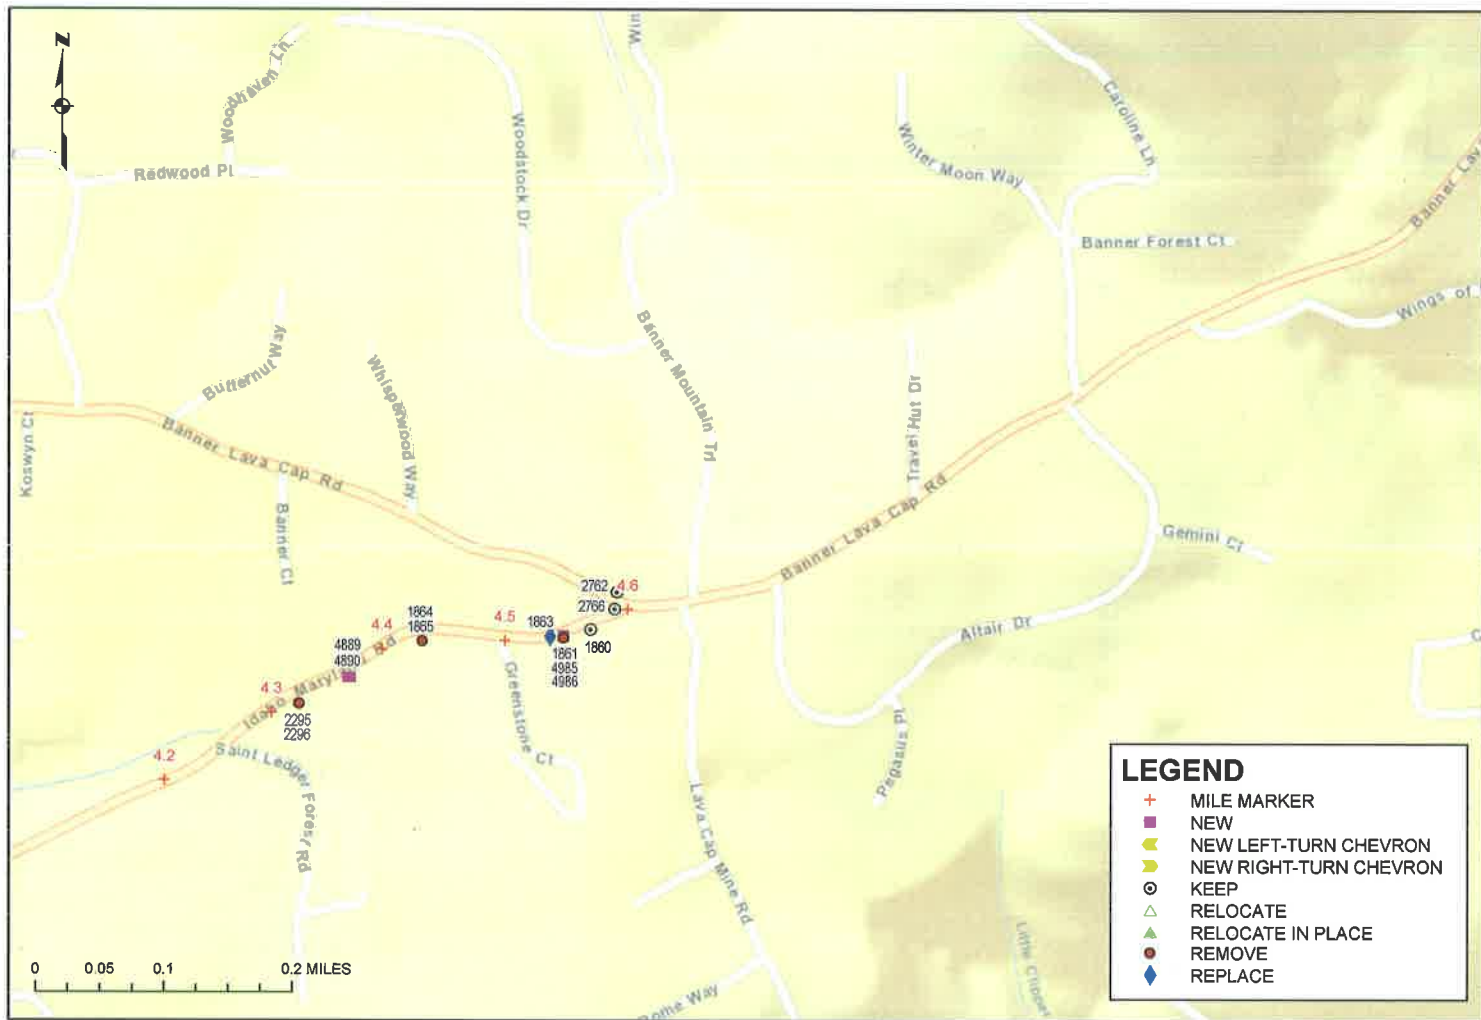 Z
Win
Woodhaven Ln
Redwood Pl
Woodstock Dr
Caroline Ln
Winter Moon Way
Banner Forest Ct
Banner Lav
Wings of
Banner Mountain Trl
Butternut Way
Whisperwood Way
Travel Hut Dr
Koswyn Ct
Banner Lava Cap Rd
Banner Ct
Banner Lava Cap Rd
Gemini Ct
2762
4.6
2766
1863
1860
1861
4985
4986
4.5
1864
1865
4.4
4889
4890
Idaho Maryland Rd
4.3
2295
2296
4.2
Saint Ledger Forest Rd
Greenstone Ct
Altair Dr
Pegasus Pl
Lava Cap Mine Rd
Little Clipper
Bothe Way
0 0.05 0.1 0.2 MILES
LEGEND
MILE MARKER
NEW
NEW LEFT-TURN CHEVRON
NEW RIGHT-TURN CHEVRON
KEEP
RELOCATE
RELOCATE IN PLACE
REMOVE
REPLACE